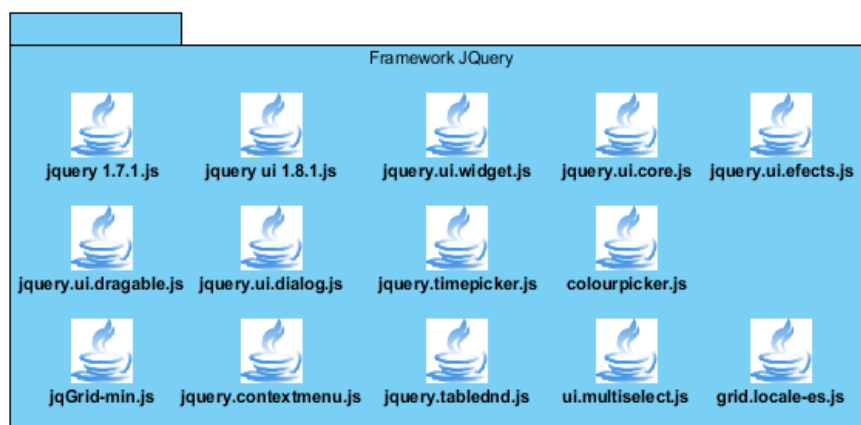 Framework JQuery
jquery 1.7.1.js jquery ui 1.8.1.js jquery.ui.widget.js jquery.ui.core.js jquery.ui.efects.js
jquery.ui.dragable.js jquery.ui.dialog.js jquery.timepicker.js colourpicker.js
jqGrid-min.js jquery.contextmenu.js jquery.tablednd.js ui.multiselect.js grid.locale-es.js